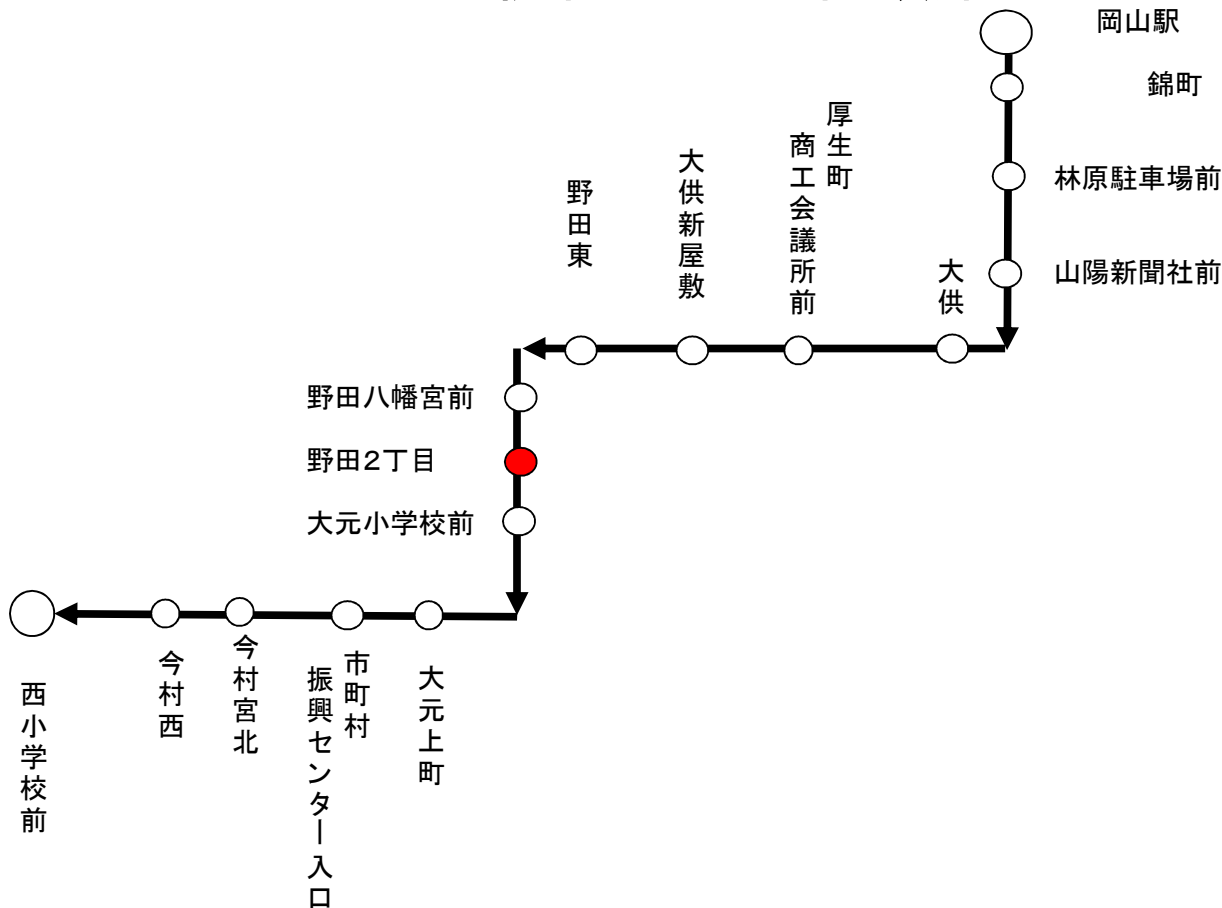 岡山駅
錦町
林原駐車場前
山陽新聞社前
大供
厚生町
商工会議所前
大供新屋敷
野田東
野田八幡宮前
野田2丁目
大元小学校前
大元上町
市町村
振興センター入口
今村宮北
今村西
西小学校前